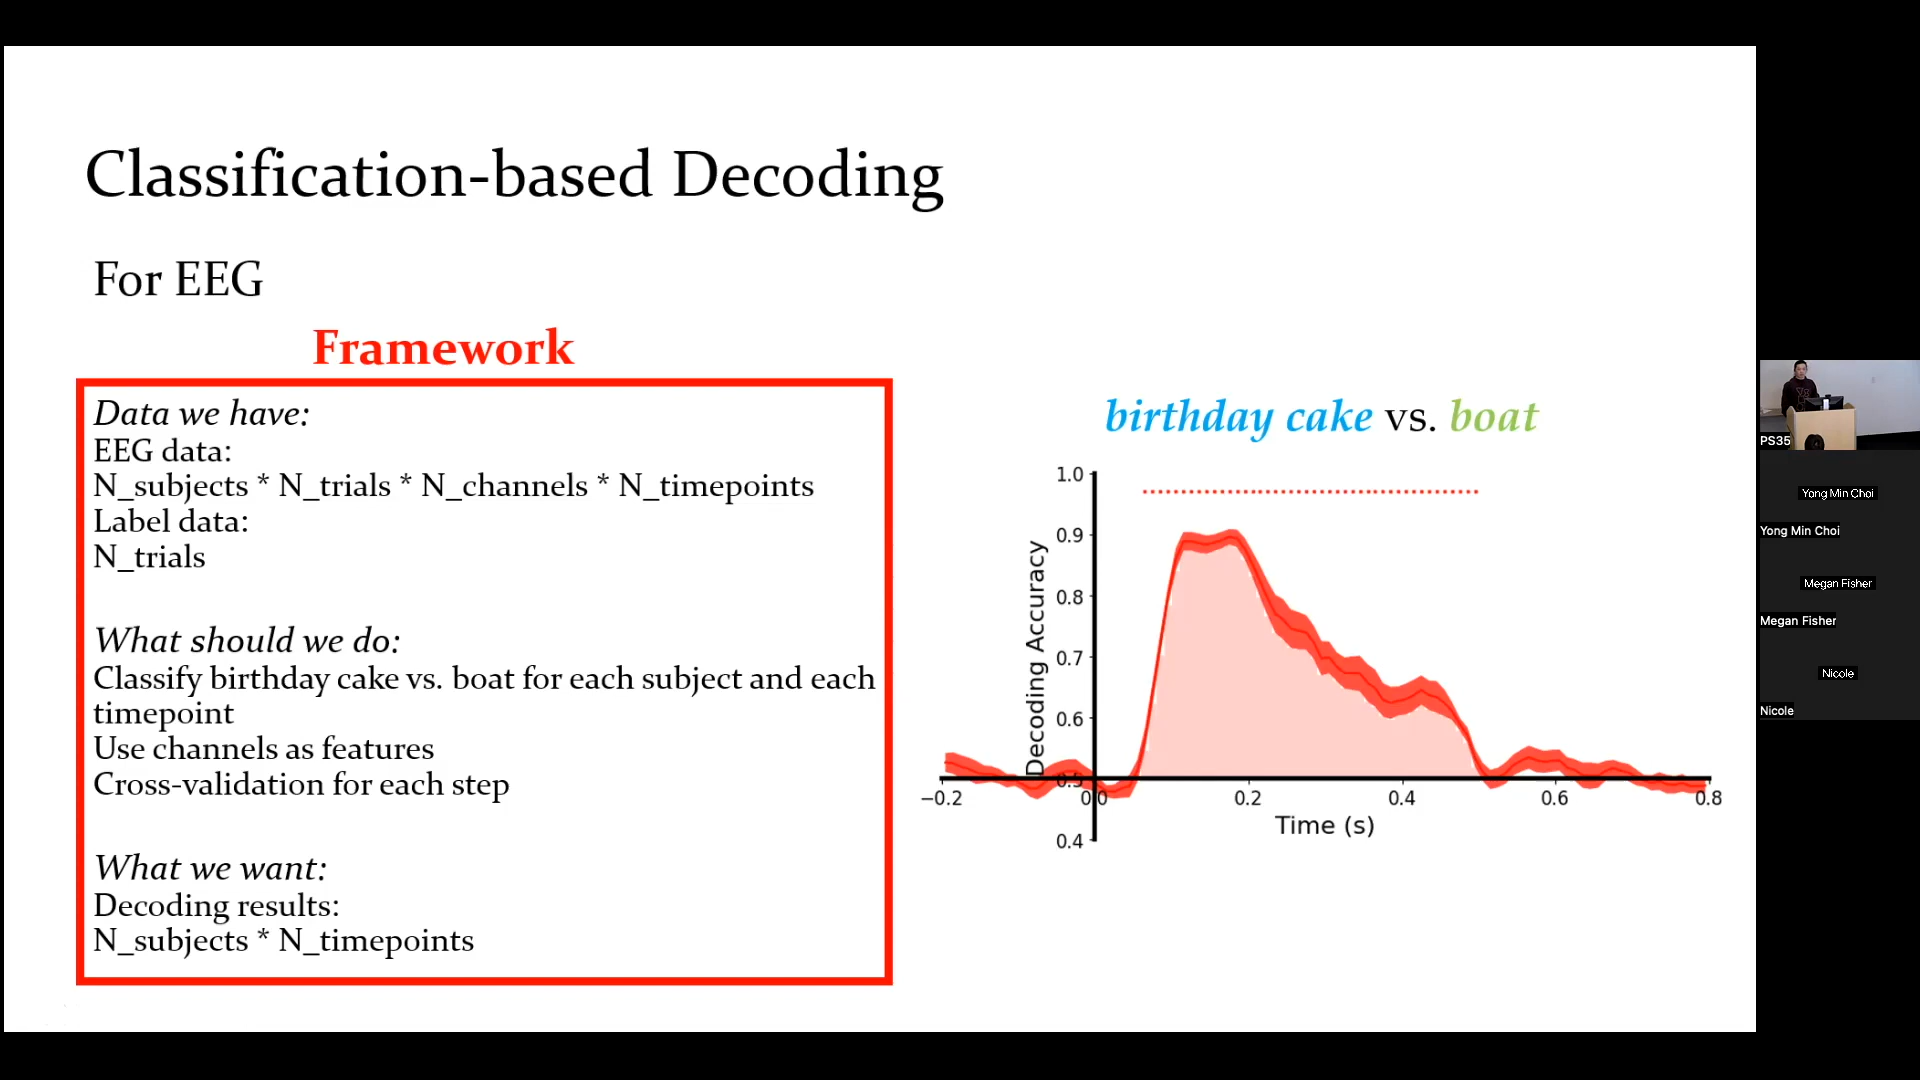 Classification-based Decoding
For EEG
Framework
Data we have:
EEG data:
N_subjects * N_trials * N_channels * N_timepoints
Label data:
N_trials
What should we do:
Classify birthday cake vs. boat for each subject and each
timepoint
Use channels as features
Cross-validation for each step
What we want:
Decoding results:
N_subjects * N_timepoints
birthday cake vs. boat
1.0
0.9
0.8
0.7
0.6
0.5
0.4
Decoding Accuracy
−0.2
0.0
0.2
0.4
0.6
0.8
Time (s)
PS35
Yong Min Choi
Yong Min Choi
Megan Fisher
Megan Fisher
Nicole
Nicole